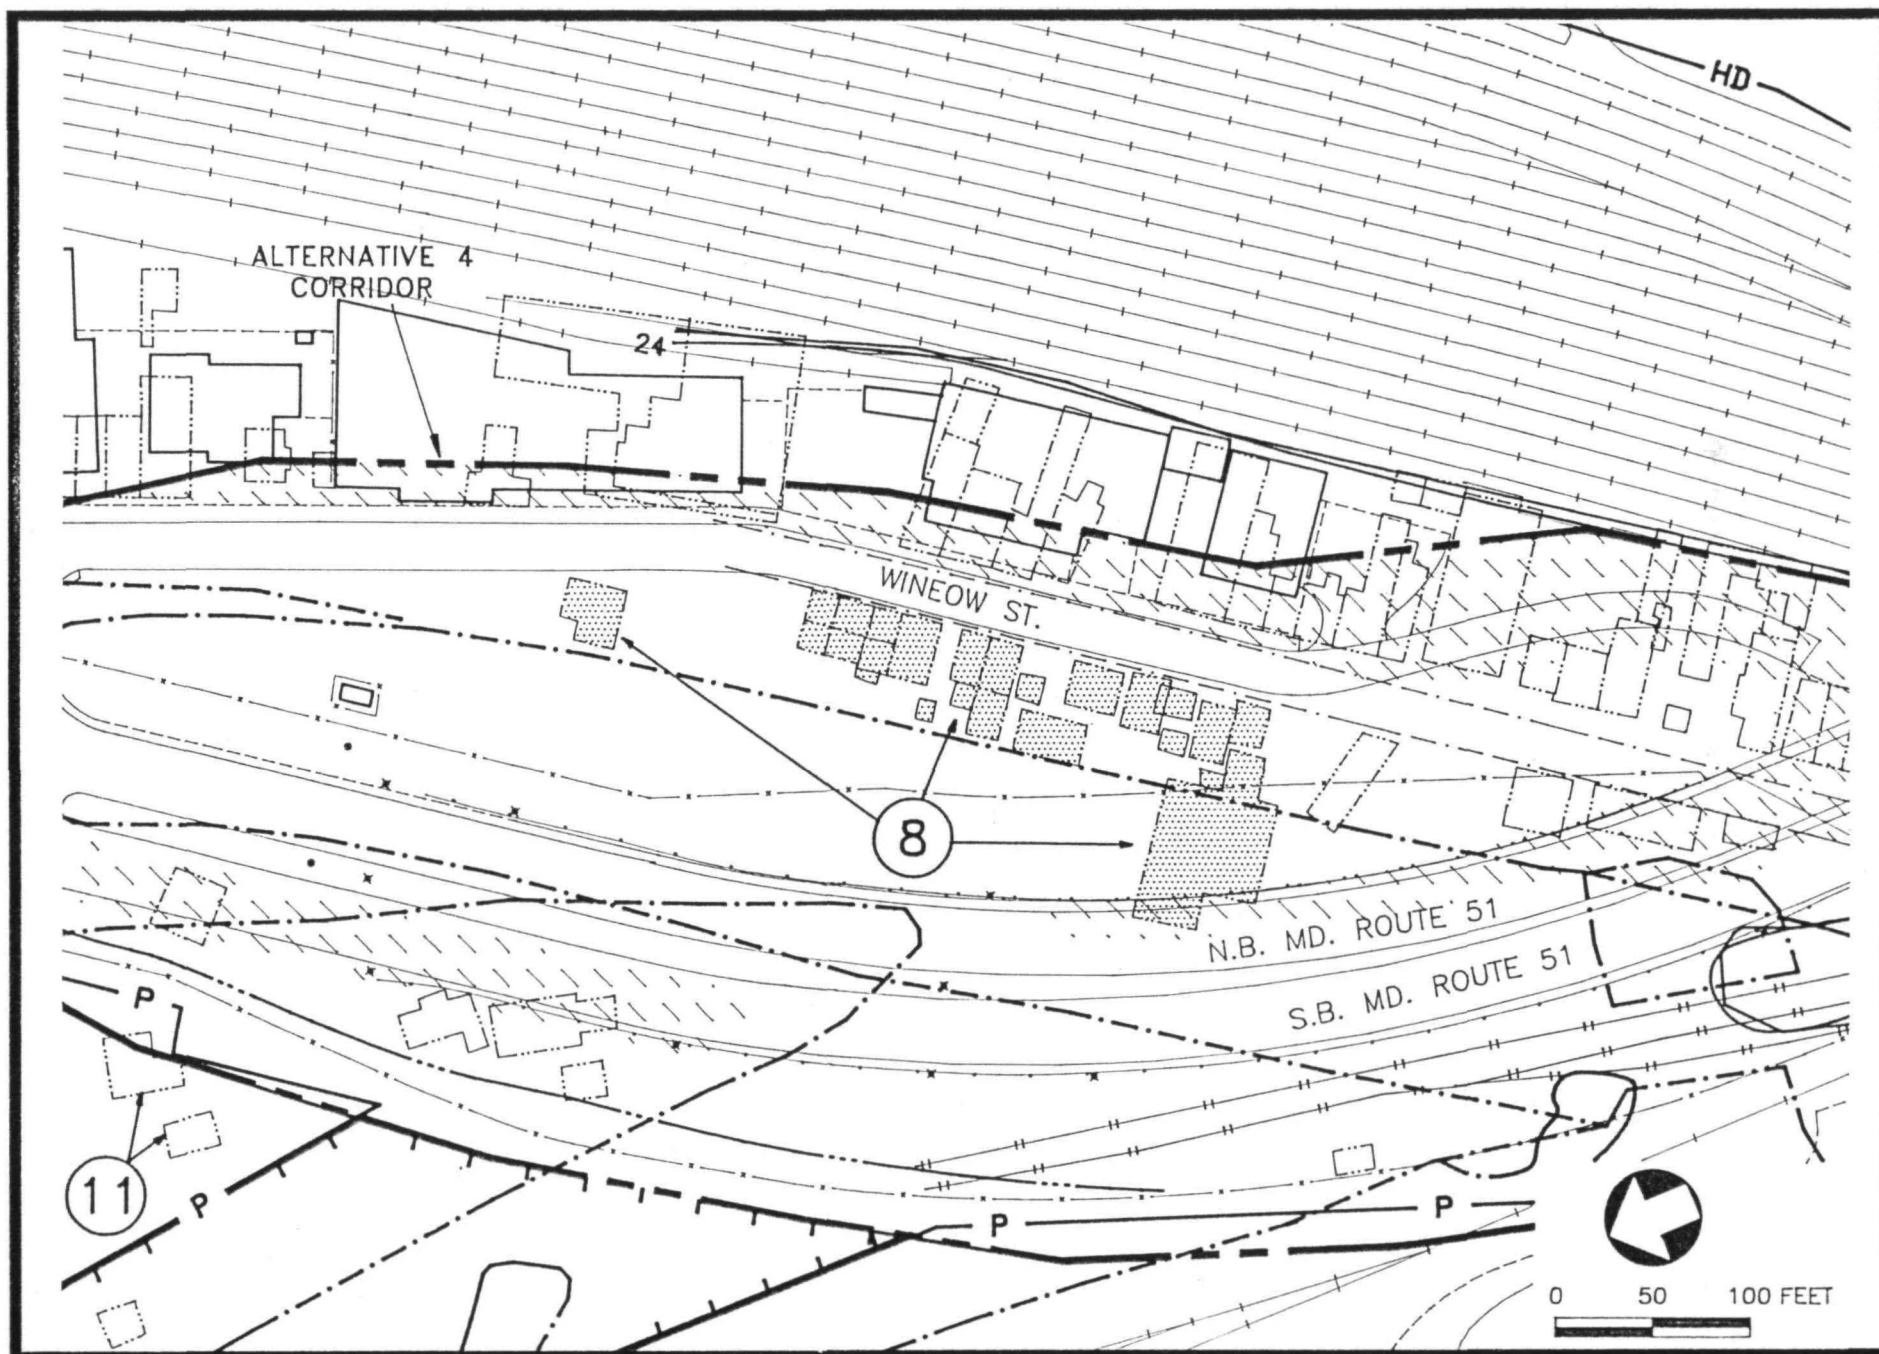 HD
ALTERNATIVE 4
CORRIDOR
24
WINEOW ST.
8
N.B. MD. ROUTE 51
S.B. MD. ROUTE 51
P
11
P
P
P
0 50 100 FEET